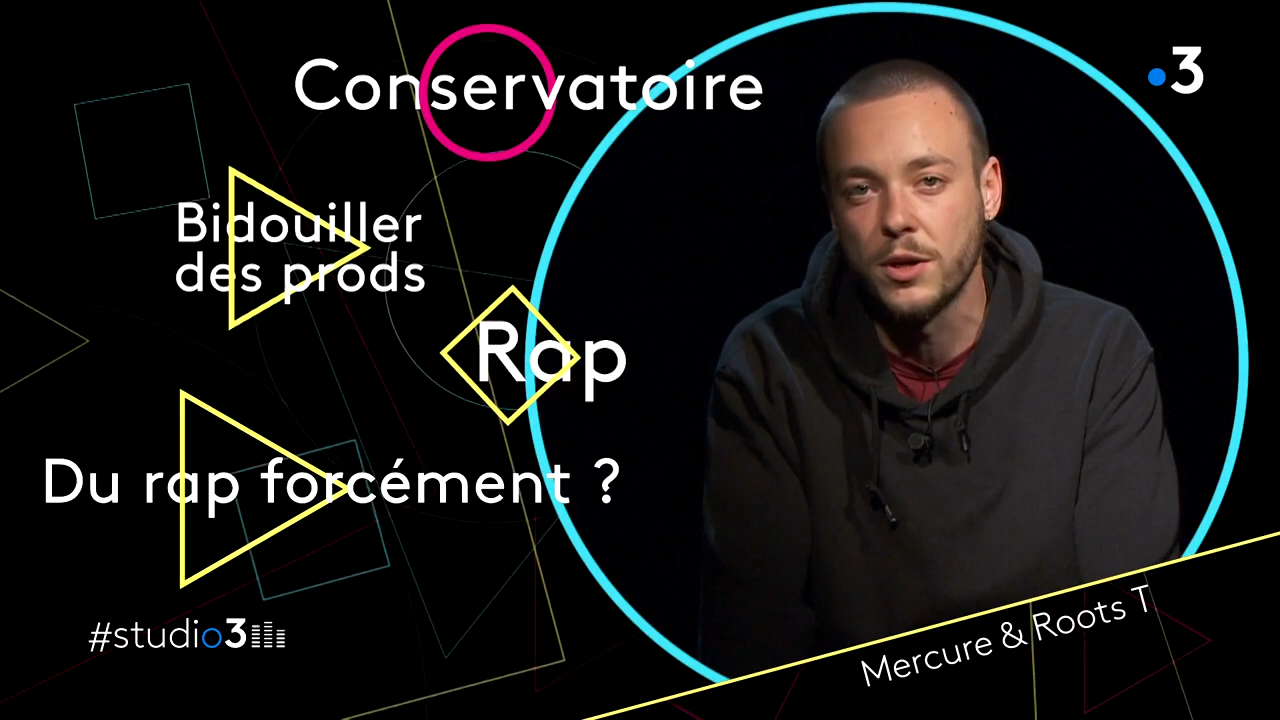 Conservatoire
3
Bidouiller
des prods
Rap
Du rap forcément ?
#studio3
Mercure & Roots T